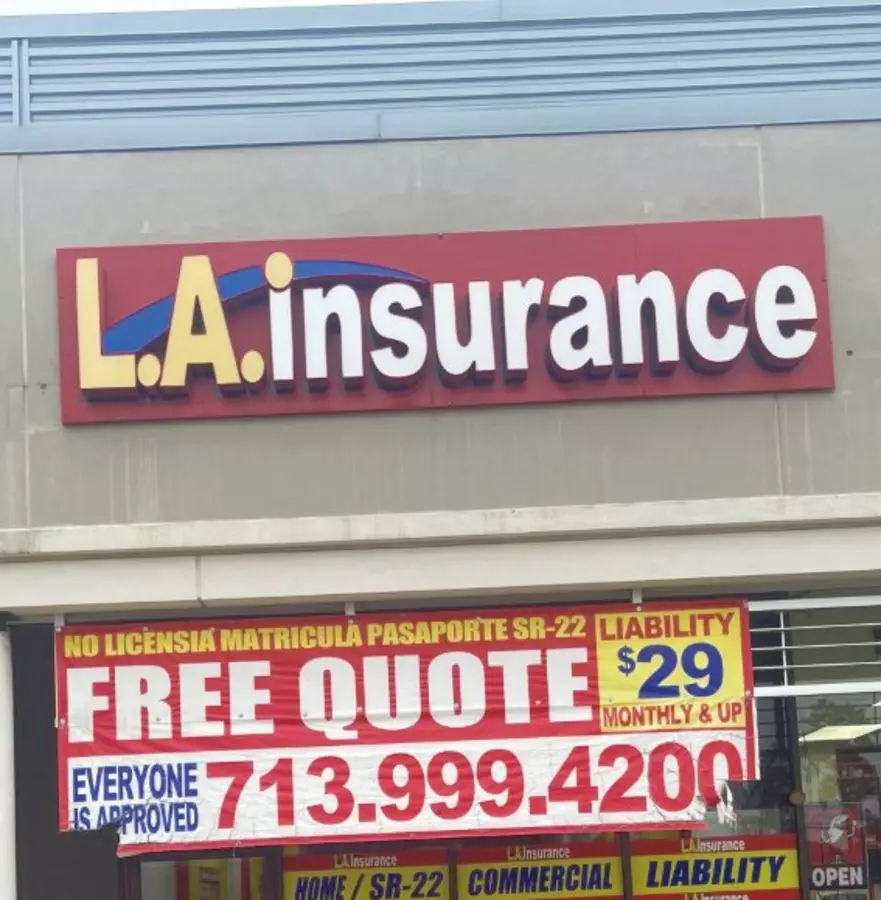 L.A.insurance
NO LICENSIA MATRICULA PASAPORTE SR-22
FREE QUOTE
LIABILITY
$29
MONTHLY & UP
EVERYONE
IS APPROVED
713.999.4200
L.A.Insurance
HOME / SR-22
L.A.Insurance
COMMERCIAL
L.A.Insurance
LIABILITY
L.A.Insurance
OPEN